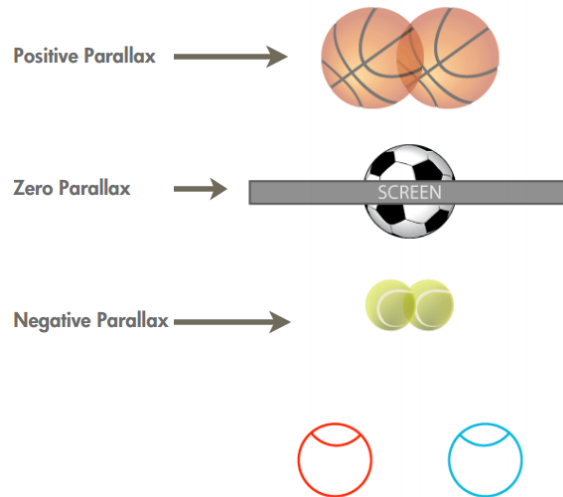 Positive Parallax
Zero Parallax
SCREEN
Negative Parallax